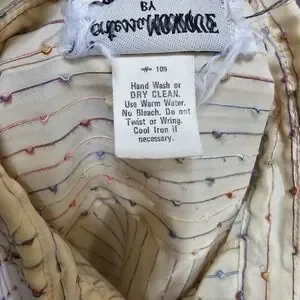 BY
-*- 108
Hand Wash or
DRY CLEAN.
Use Warm Water.
No Bleach. Do not
Twist or Wring.
Cool Iron if
necessary.